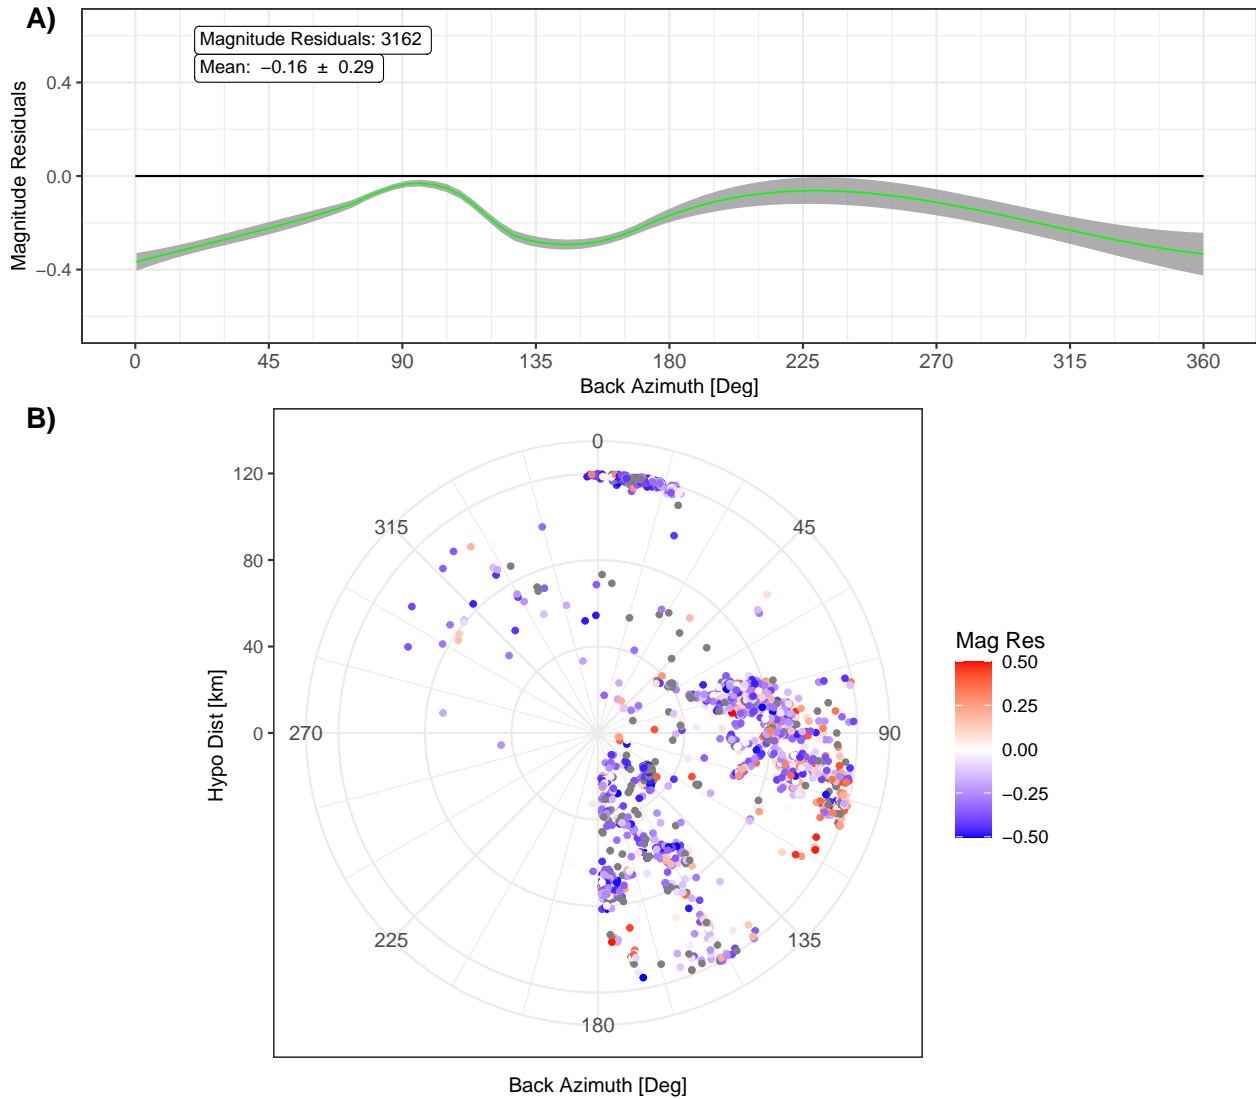 A)
Magnitude Residuals: 3162
Mean: −0.16 ± 0.29
Magnitude Residuals
0.4
0.0
−0.4
0 45 90 135 180 225 270 315 360
Back Azimuth [Deg]
B)
Hypo Dist [km]
120
80
40
0
0
45
90
135
180
225
270
315
Back Azimuth [Deg]
Mag Res
0.50
0.25
0.00
−0.25
−0.50